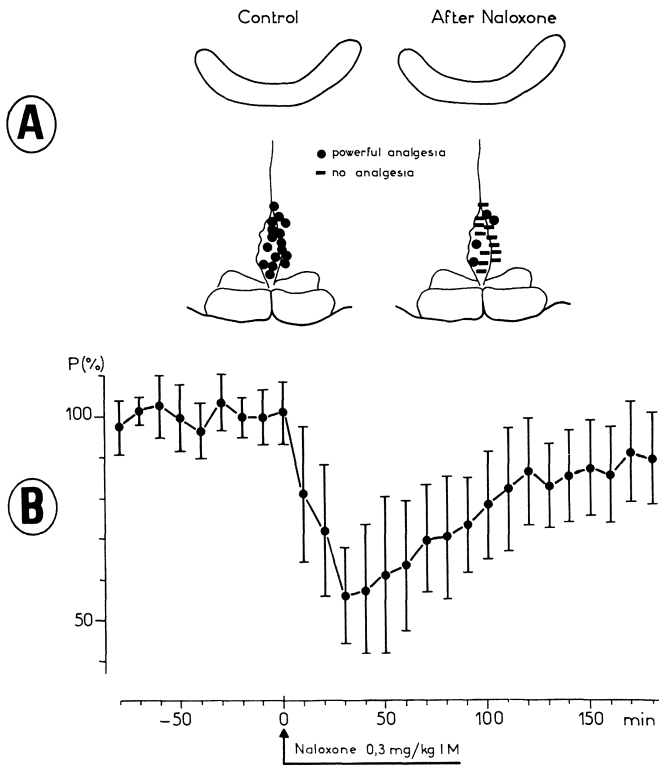 Control
After Naloxone
A
powerful analgesia
no analgesia
P(%)
100
B
50
-50
0
50
100
150
min
Naloxone 0,3 mg/kg IM